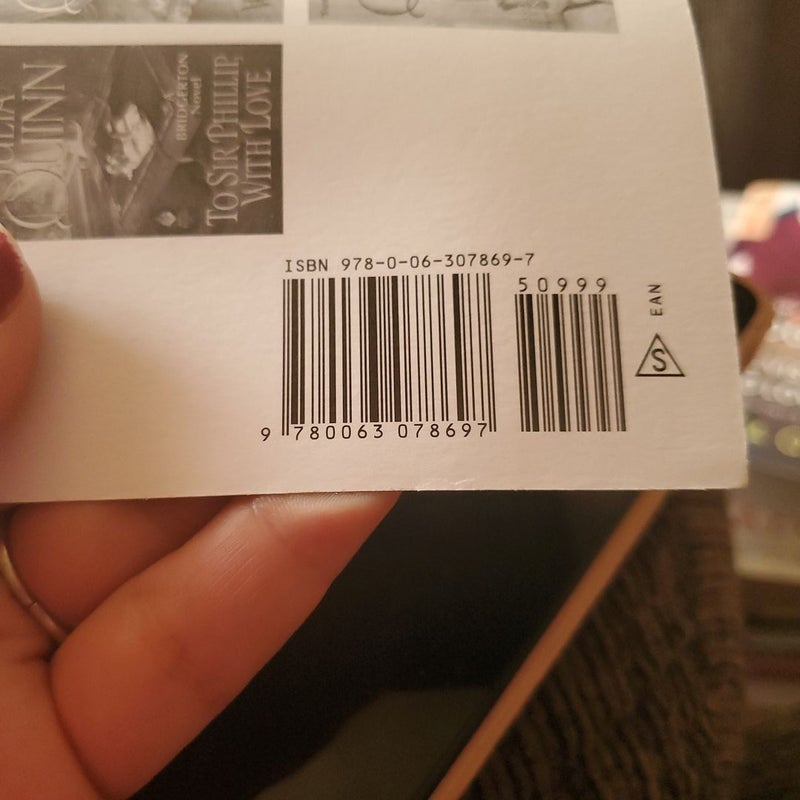 QUINN
A
BRIDGERTON
Novel
TO SIR PHILLIP,
WITH LOVE
ISBN 978-0-06-307869-7
50999
EAN
S
9 780063 078697